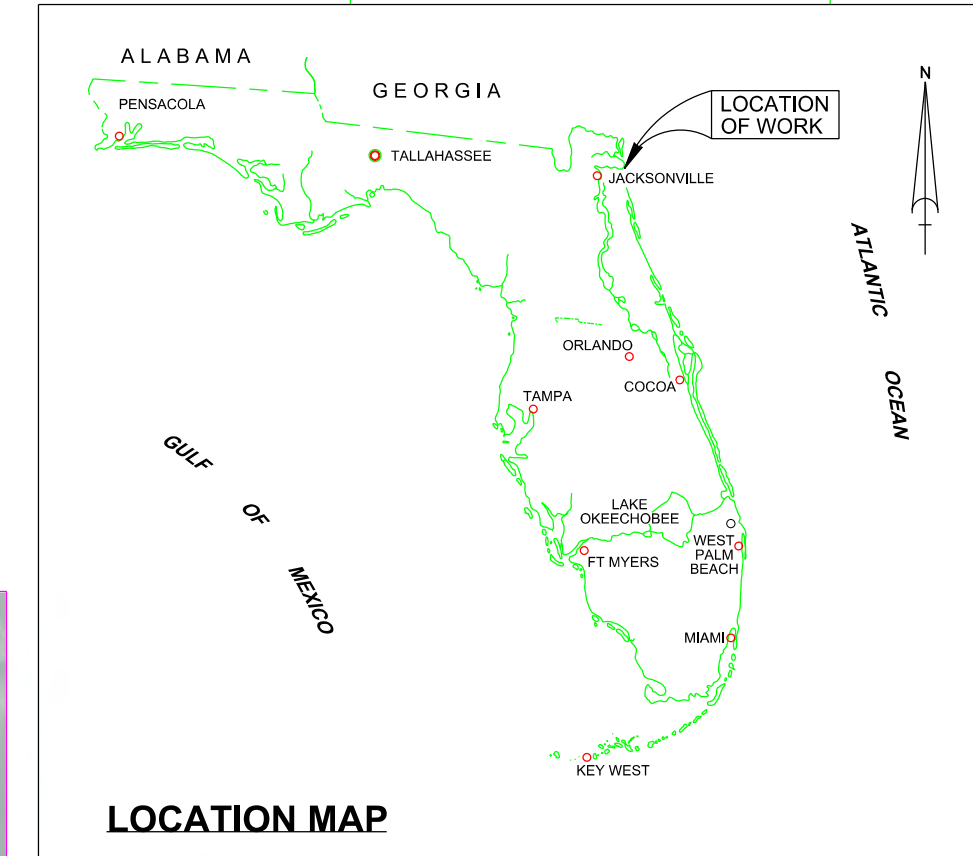 ALABAMA
GEORGIA
N
LOCATION
OF WORK
PENSACOLA
TALLAHASSEE
JACKSONVILLE
ATLANTIC
OCEAN
ORLANDO
COCOA
TAMPA
GULF
OF
MEXICO
LAKE
OKEECHOBEE
WEST
PALM
BEACH
FT MYERS
MIAMI
KEY WEST
LOCATION MAP